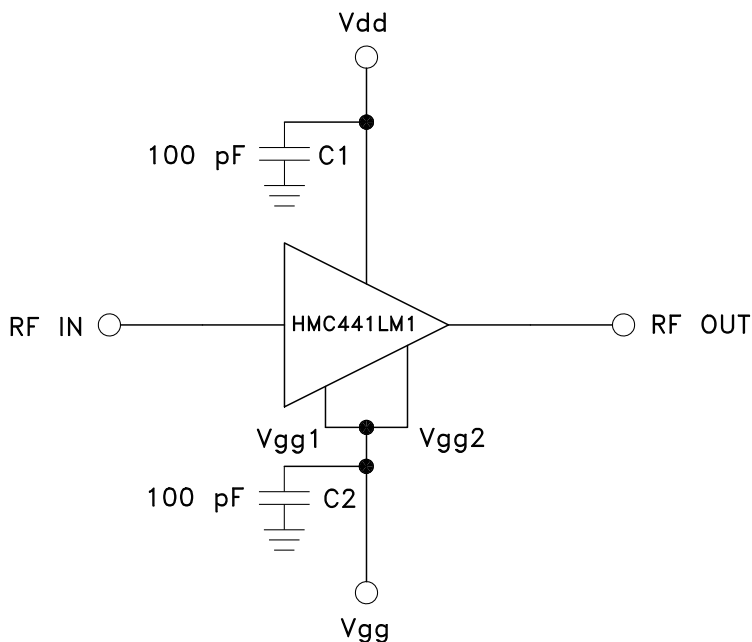 Vdd
100 pF C1
RF IN HMC441LM1 RF OUT
Vgg1 Vgg2
100 pF C2
Vgg